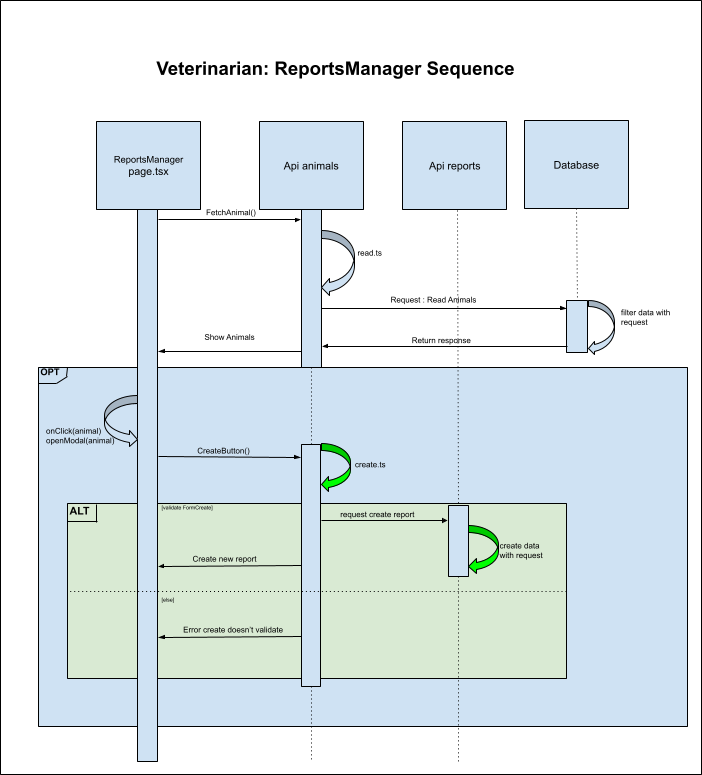 Veterinarian: ReportsManager Sequence
ReportsManager
page.tsx
Api animals
Api reports
Database
FetchAnimal()
read.ts
Request : Read Animals
filter data with
request
Show Animals
Return response
OPT
onClick(animal)
openModal(animal)
CreateButton()
create.ts
ALT
[validate FormCreate]
request create report
create data
with request
Create new report
[else]
Error create doesn't validate